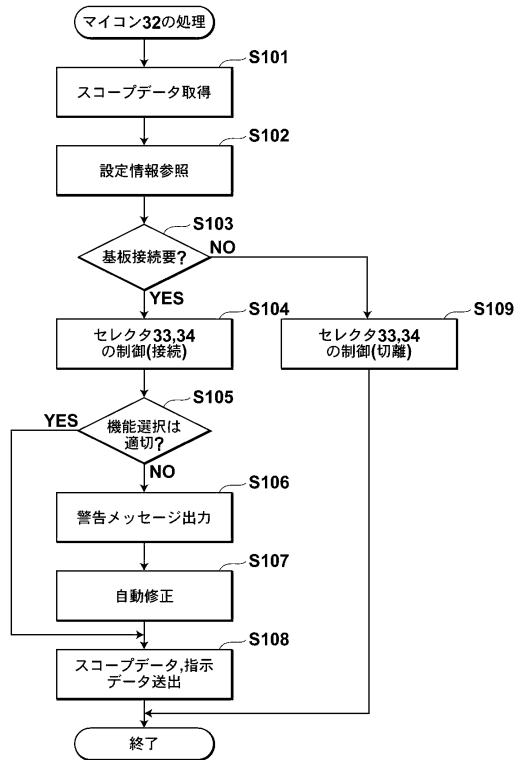 マイコン32の処理
S101
スコープデータ取得
S102
設定情報参照
S103
基板接続要?
NO
YES
S104
セレクタ33,34
の制御(接続)
S109
セレクタ33,34
の制御(切離)
S105
YES
機能選択は
適切?
NO
S106
警告メッセージ出力
S107
自動修正
S108
スコープデータ,指示
データ送出
終了